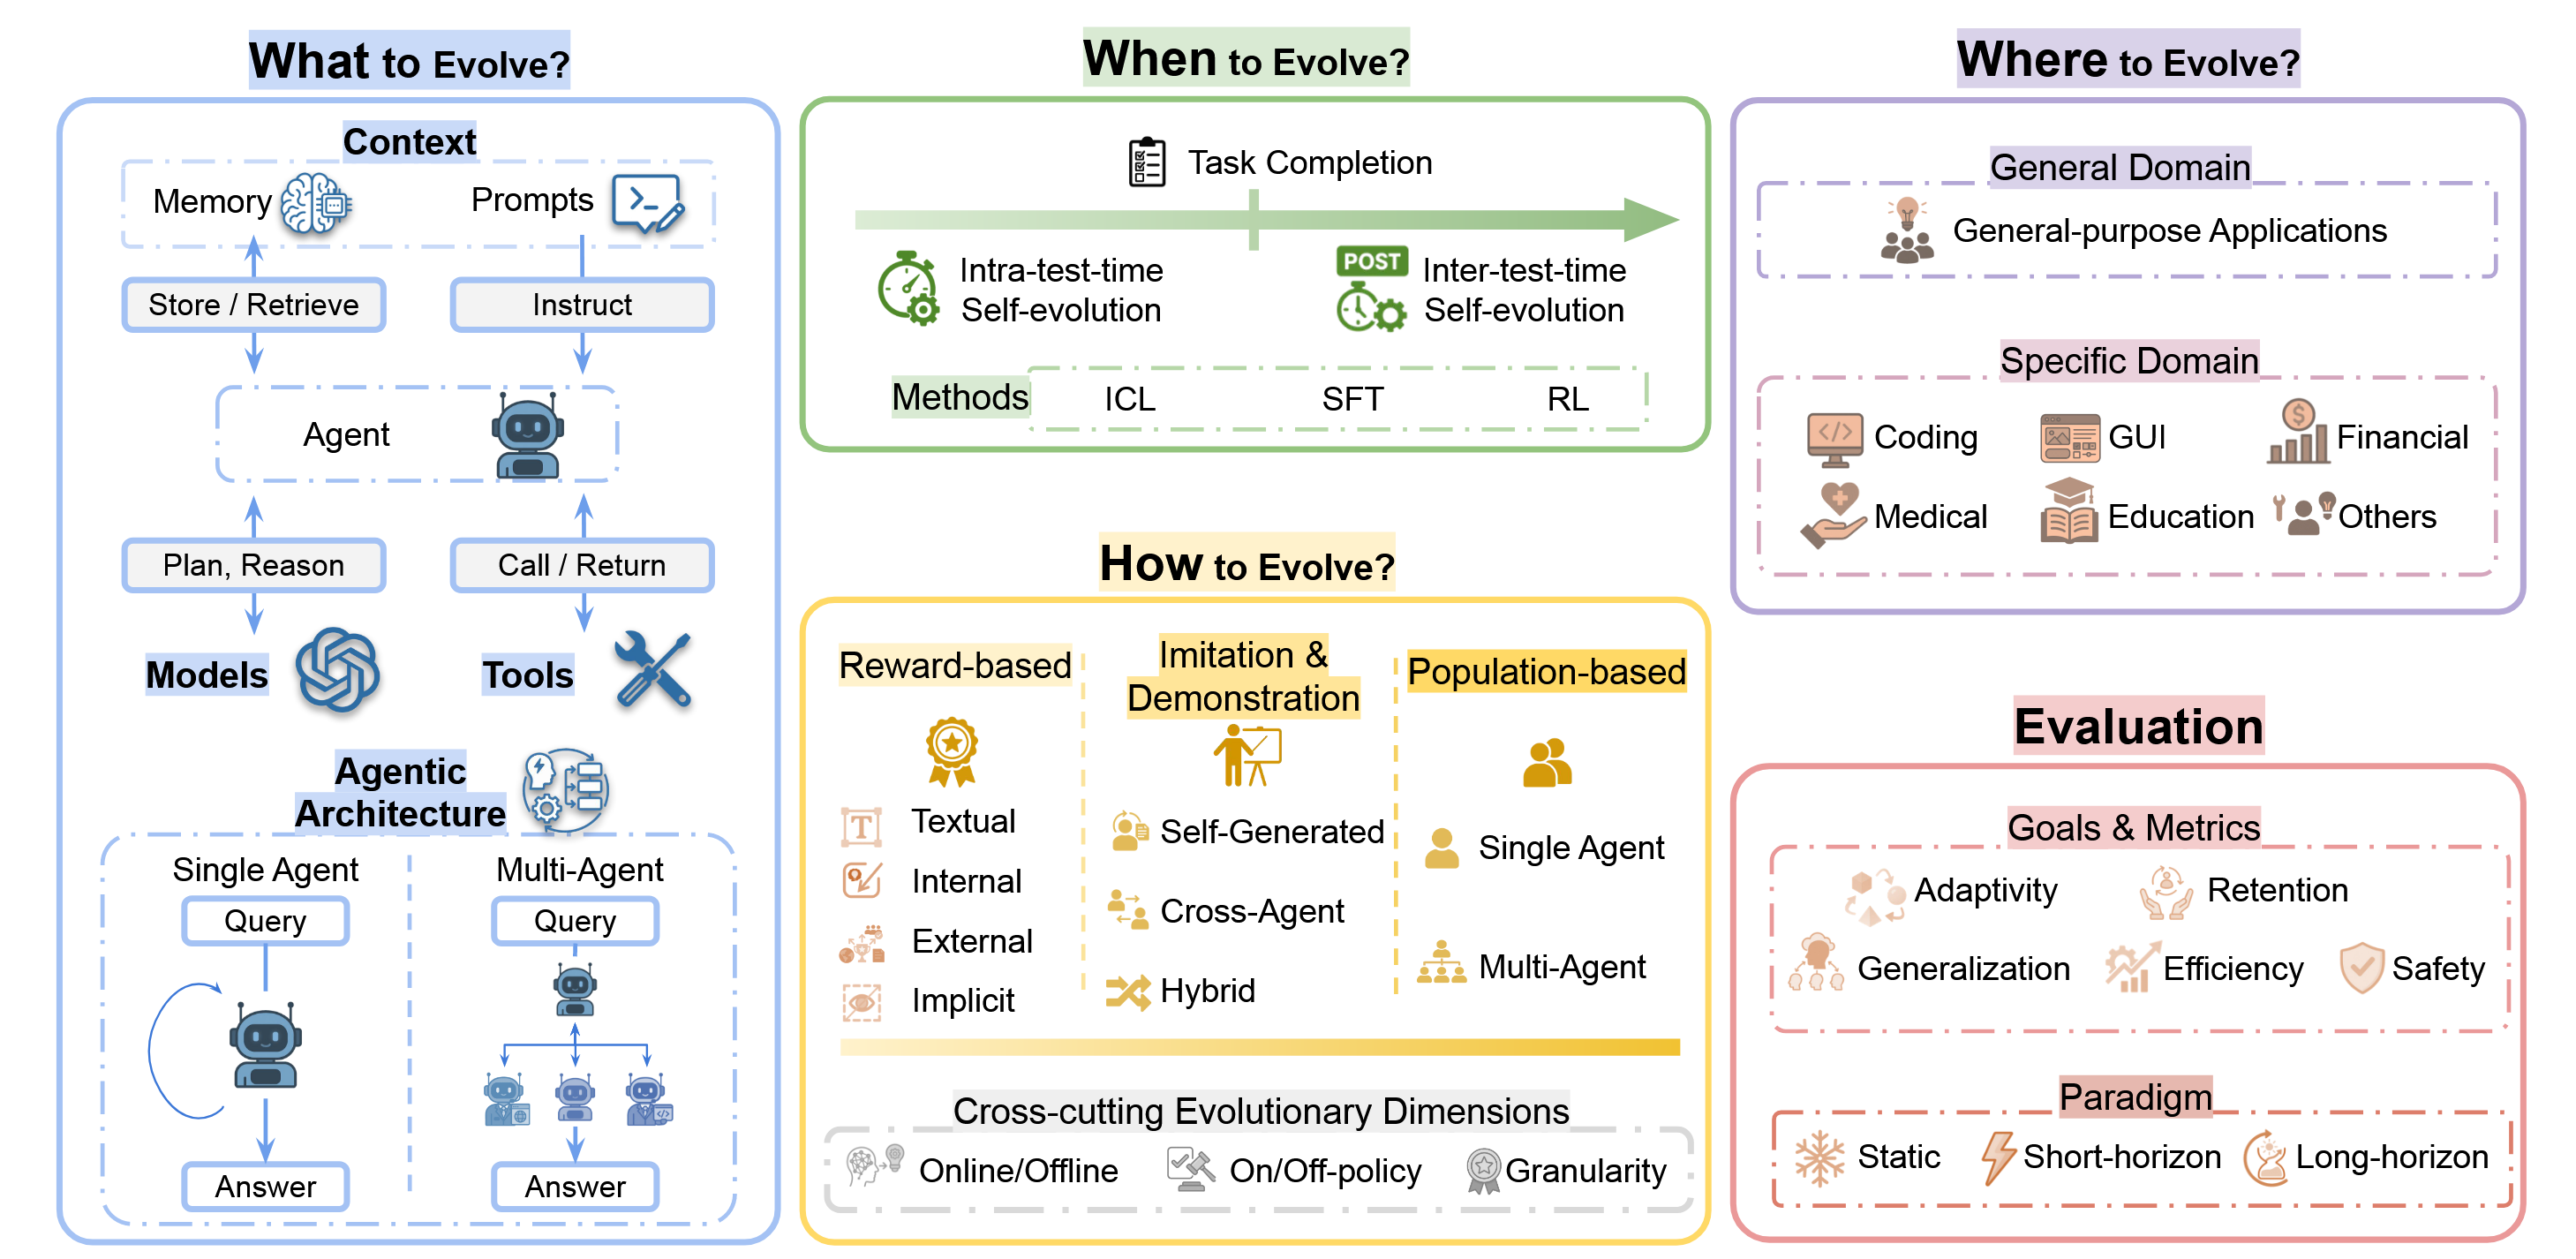 What to Evolve?
Context
Memory
Prompts
Store / Retrieve
Instruct
Agent
Plan, Reason
Call / Return
Models
Tools
Agentic
Architecture
Single Agent
Query
Answer
Multi-Agent
Query
Answer
When to Evolve?
Task Completion
Intra-test-time
Self-evolution
POST
Inter-test-time
Self-evolution
Methods
ICL
SFT
RL
How to Evolve?
Reward-based
Textual
T
Internal
External
Implicit
Imitation &
Demonstration
Self-Generated
Cross-Agent
Hybrid
Population-based
Single Agent
Multi-Agent
Cross-cutting Evolutionary Dimensions
Online/Offline
On/Off-policy
Granularity
Where to Evolve?
General Domain
General-purpose Applications
Specific Domain
</>
Coding
GUI
$
Financial
Medical
Education
Others
Evaluation
Goals & Metrics
Adaptivity
Retention
Generalization
Efficiency
Safety
Paradigm
Static
Short-horizon
Long-horizon